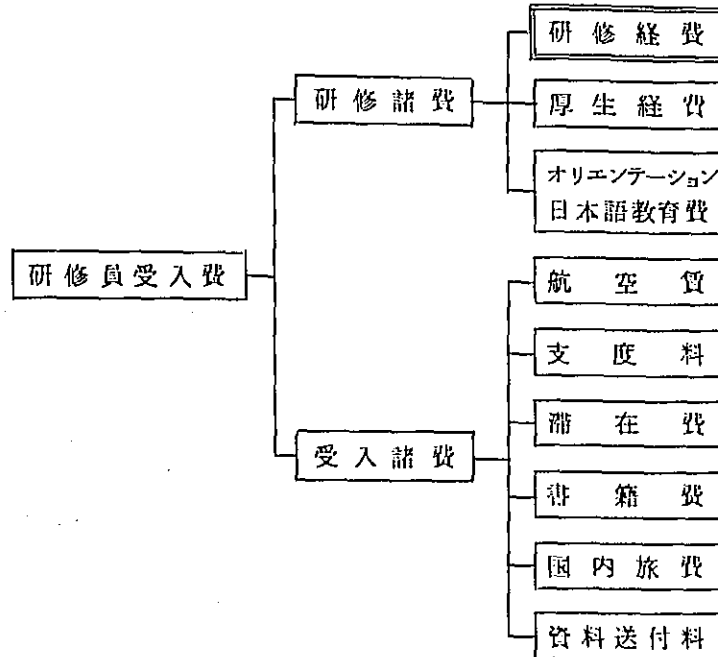 研修員受入費
研修諸費
研修経費
厚生経費
オリエンテーション
日本語教育費
受入諸費
航空賃
支度料
滞在費
書籍費
国内旅費
資料送付料